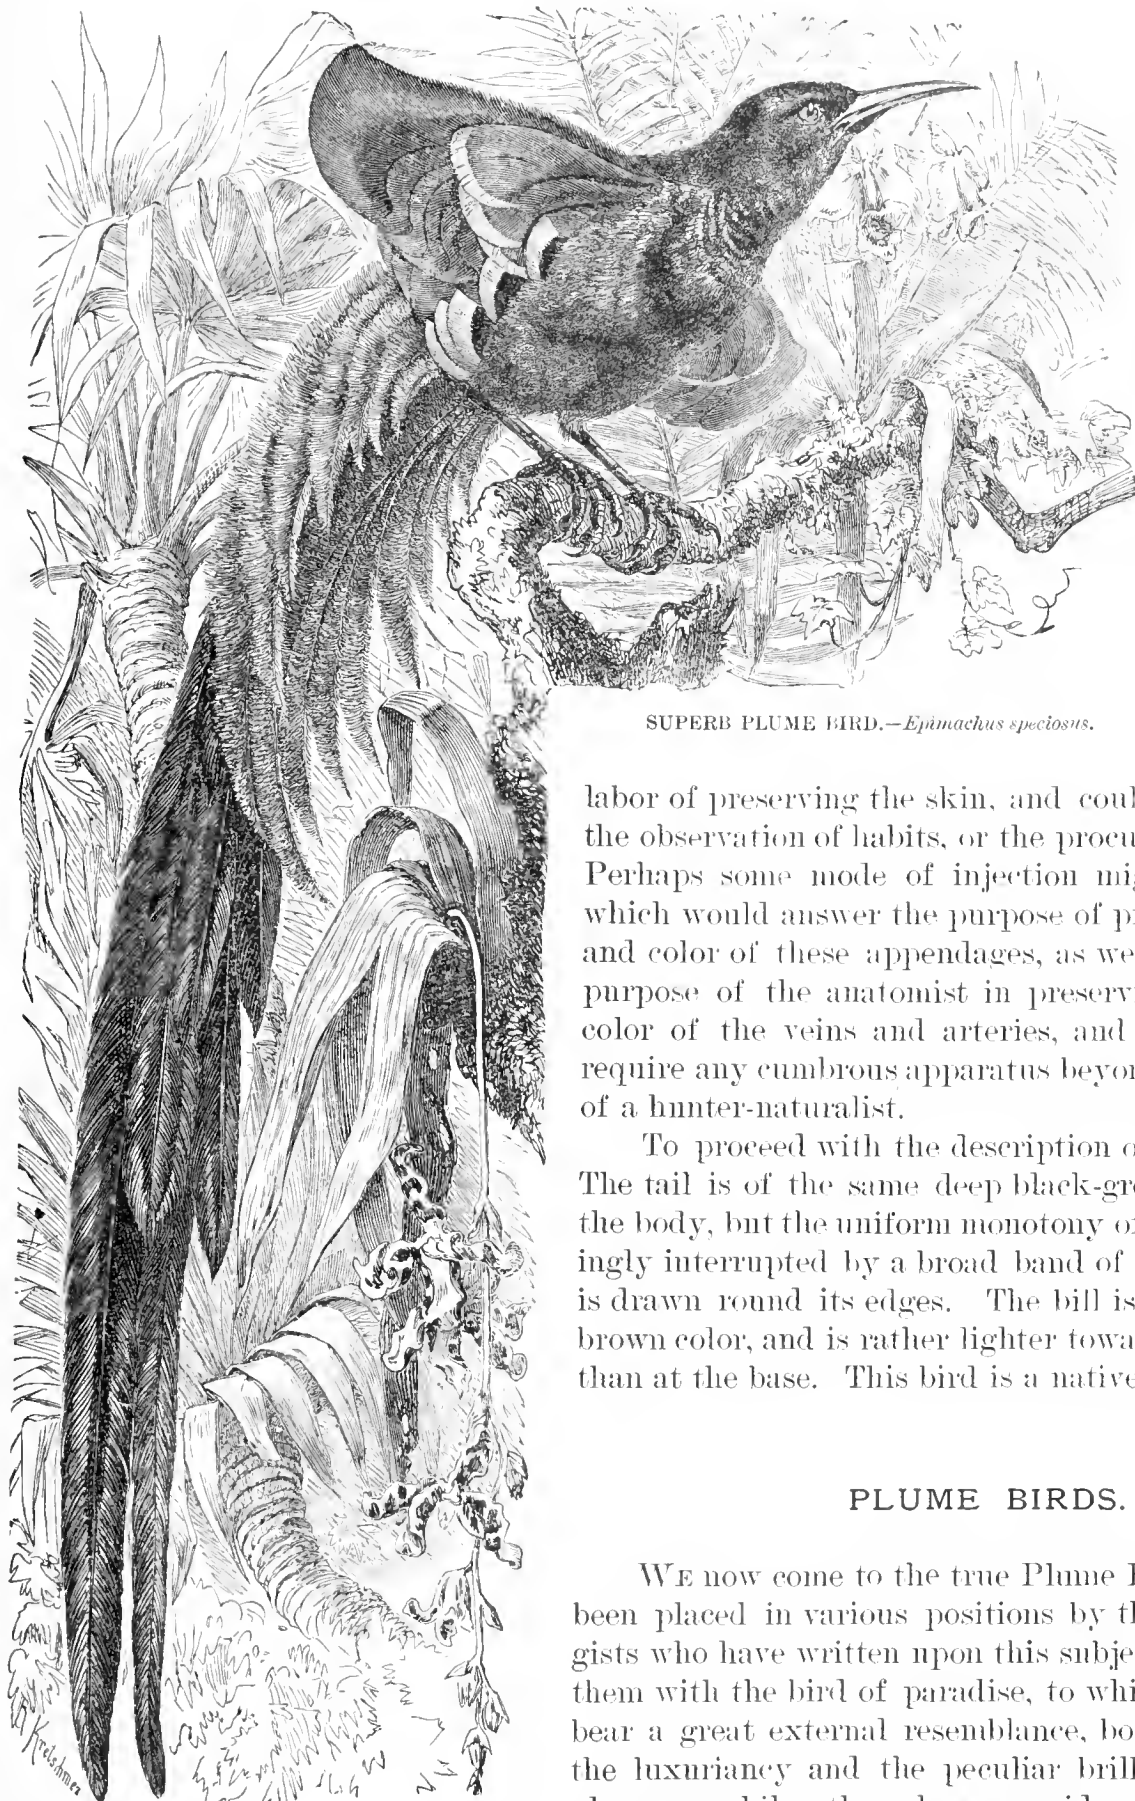 SUPERB PLUME BIRD.—Epimachus speciosus.
labor of preserving the skin, and coul
the observation of habits, or the procu
Perhaps some mode of injection mig
which would answer the purpose of p
and color of these appendages, as we
purpose of the anatomist in preserv
color of the veins and arteries, and
require any cumbrous apparatus beyon
of a hunter-naturalist.
To proceed with the description o
The tail is of the same deep black-gre
the body, but the uniform monotony o
ingly interrupted by a broad band of
is drawn round its edges. The bill is
brown color, and is rather lighter towa
than at the base. This bird is a native
PLUME BIRDS.
WE now come to the true Plume
been placed in various positions by th
gists who have written upon this subje
them with the bird of paradise, to whi
bear a great external resemblance, bo
the luxuriancy and the peculiar brill
Kretschmer